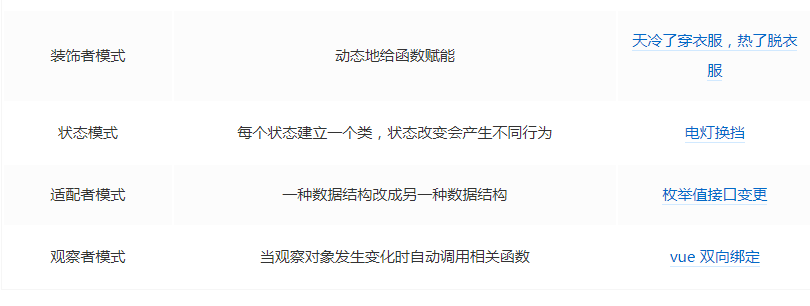 装饰者模式 动态地给函数赋能 天冷了穿衣服，热了脱衣
服
状态模式 每个状态建立一个类，状态改变会产生不同行为 电灯换挡
适配者模式 一种数据结构改成另一种数据结构 枚举值接口变更
观察者模式 当观察对象发生变化时自动调用相关函数 vue 双向绑定